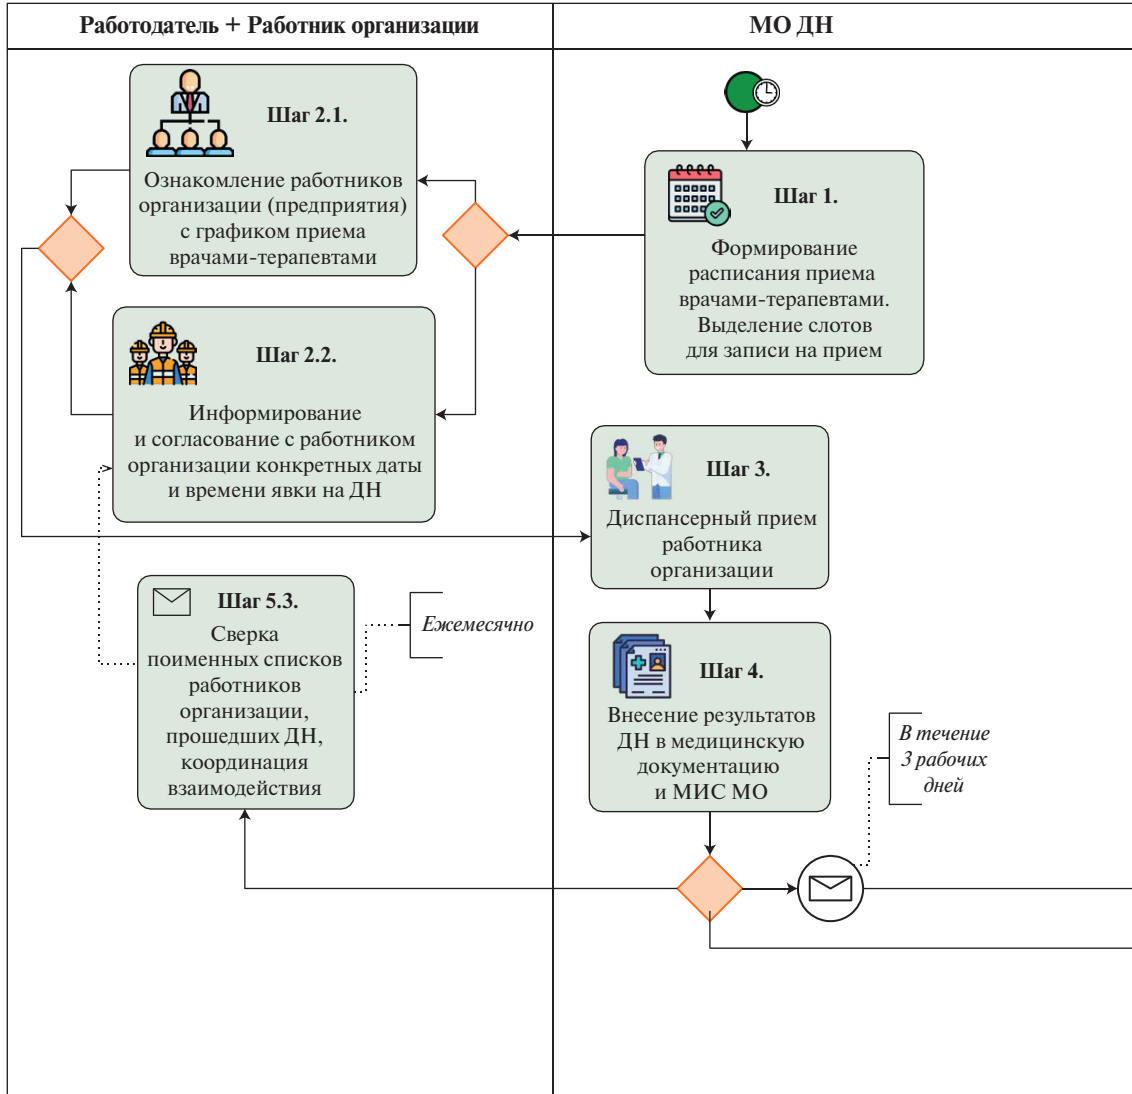 Работодатель + Работник организации
МО ДН
Шаг 2.1.
Ознакомление работников
организации (предприятия)
с графиком приема
врачами-терапевтами
Шаг 1.
Формирование
расписания приема
врачами-терапевтами.
Выделение слотов
для записи на прием
Шаг 2.2.
Информирование
и согласование с работником
организации конкретных даты
и времени явки на ДН
Шаг 3.
Диспансерный прием
работника
организации
Шаг 5.3.
Сверка
поименных списков
работников
организации,
прошедших ДН,
координация
взаимодействия
Ежемесячно
Шаг 4.
Внесение результатов
ДН в медицинскую
документацию
и МИС МО
В течение
3 рабочих
дней